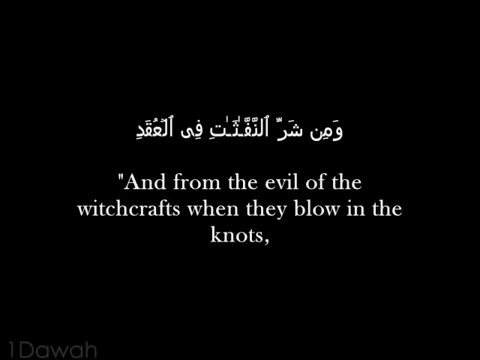 وَمِن شَرِّ ٱلنَّفَّـٰثَـٰتِ فِى ٱلْعُقَدِ
"And from the evil of the
witchcrafts when they blow in the
knots,
1Dawah